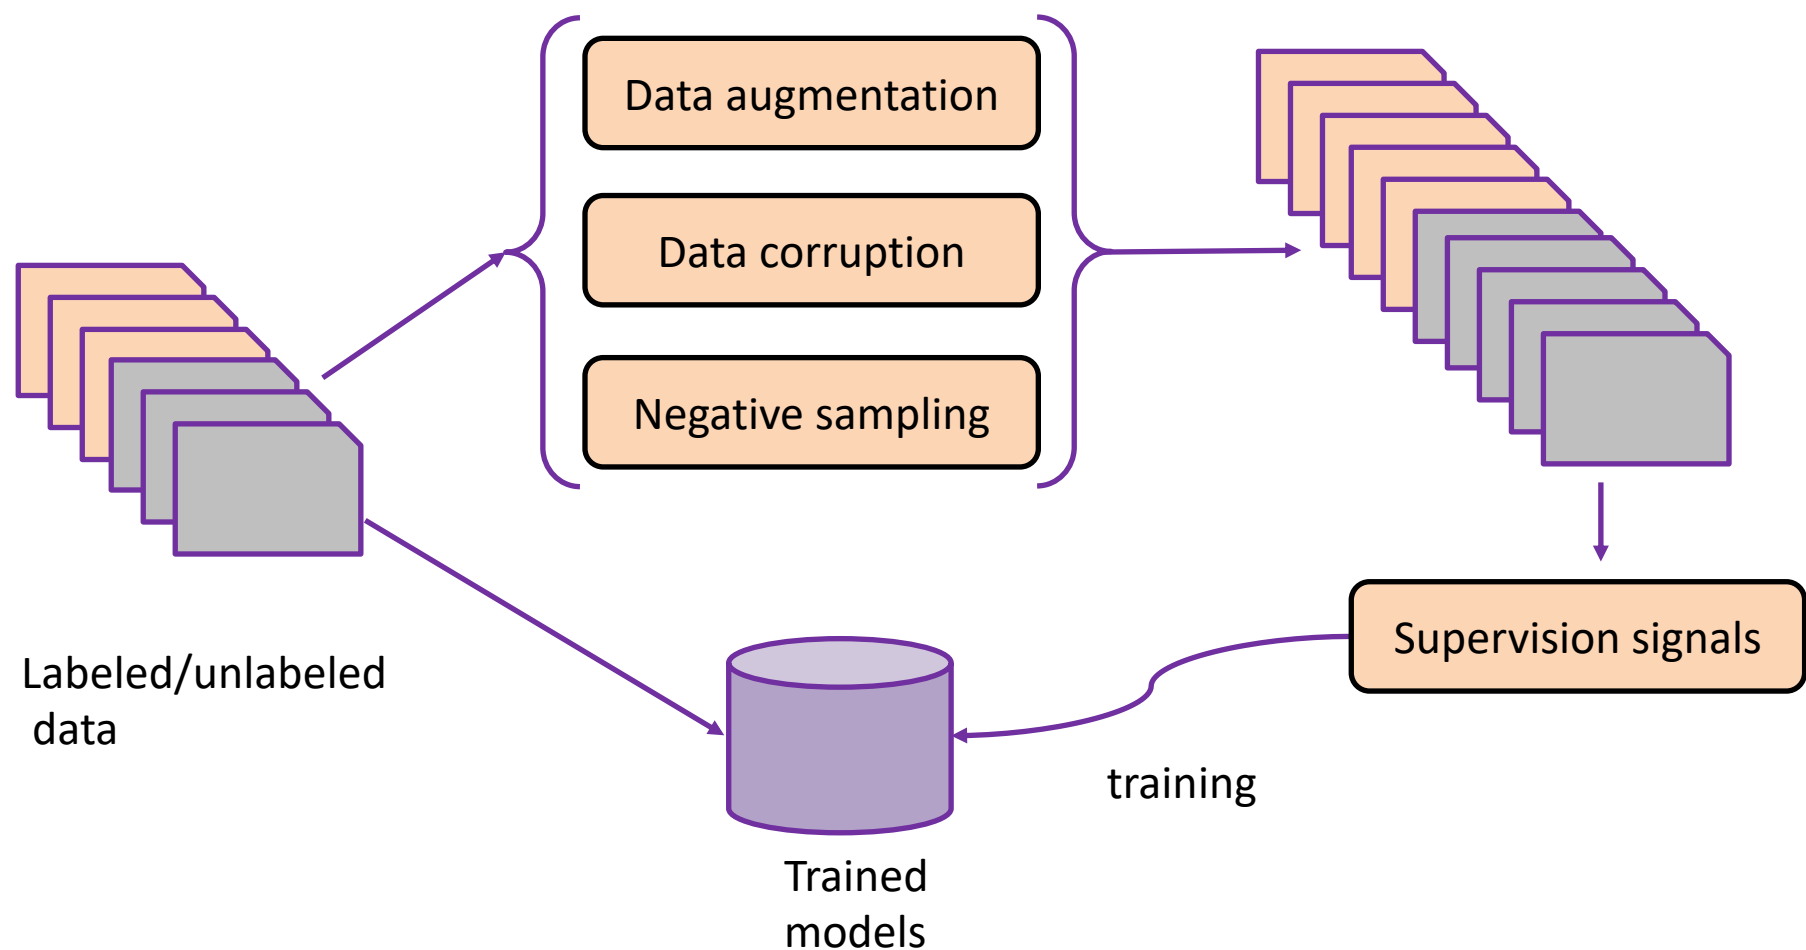 Data augmentation
Data corruption
Negative sampling
Labeled/unlabeled
data
Supervision signals
training
Trained
models